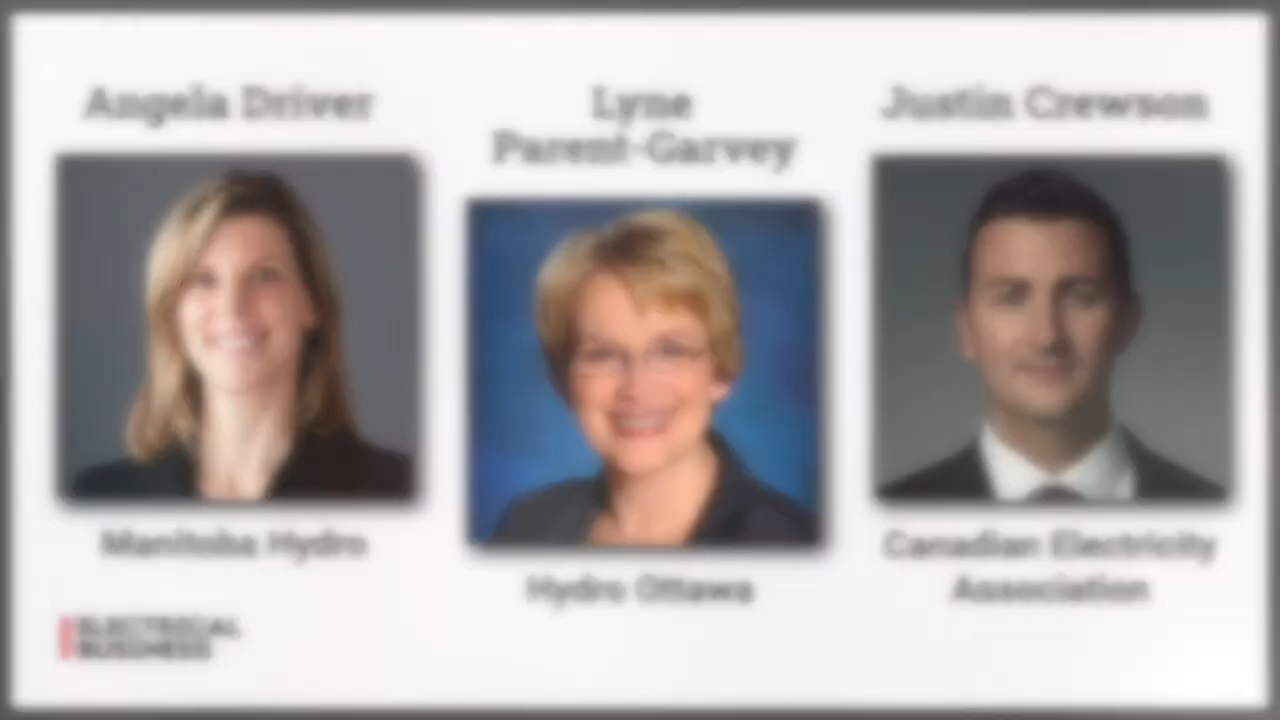 Angela Driver
Lyne
Parent-Garvey
Justin Crewson
Manitoba Hydro
Hydro Ottawa
Canadian Electricity
Association
ELECTRICAL
BUSINESS